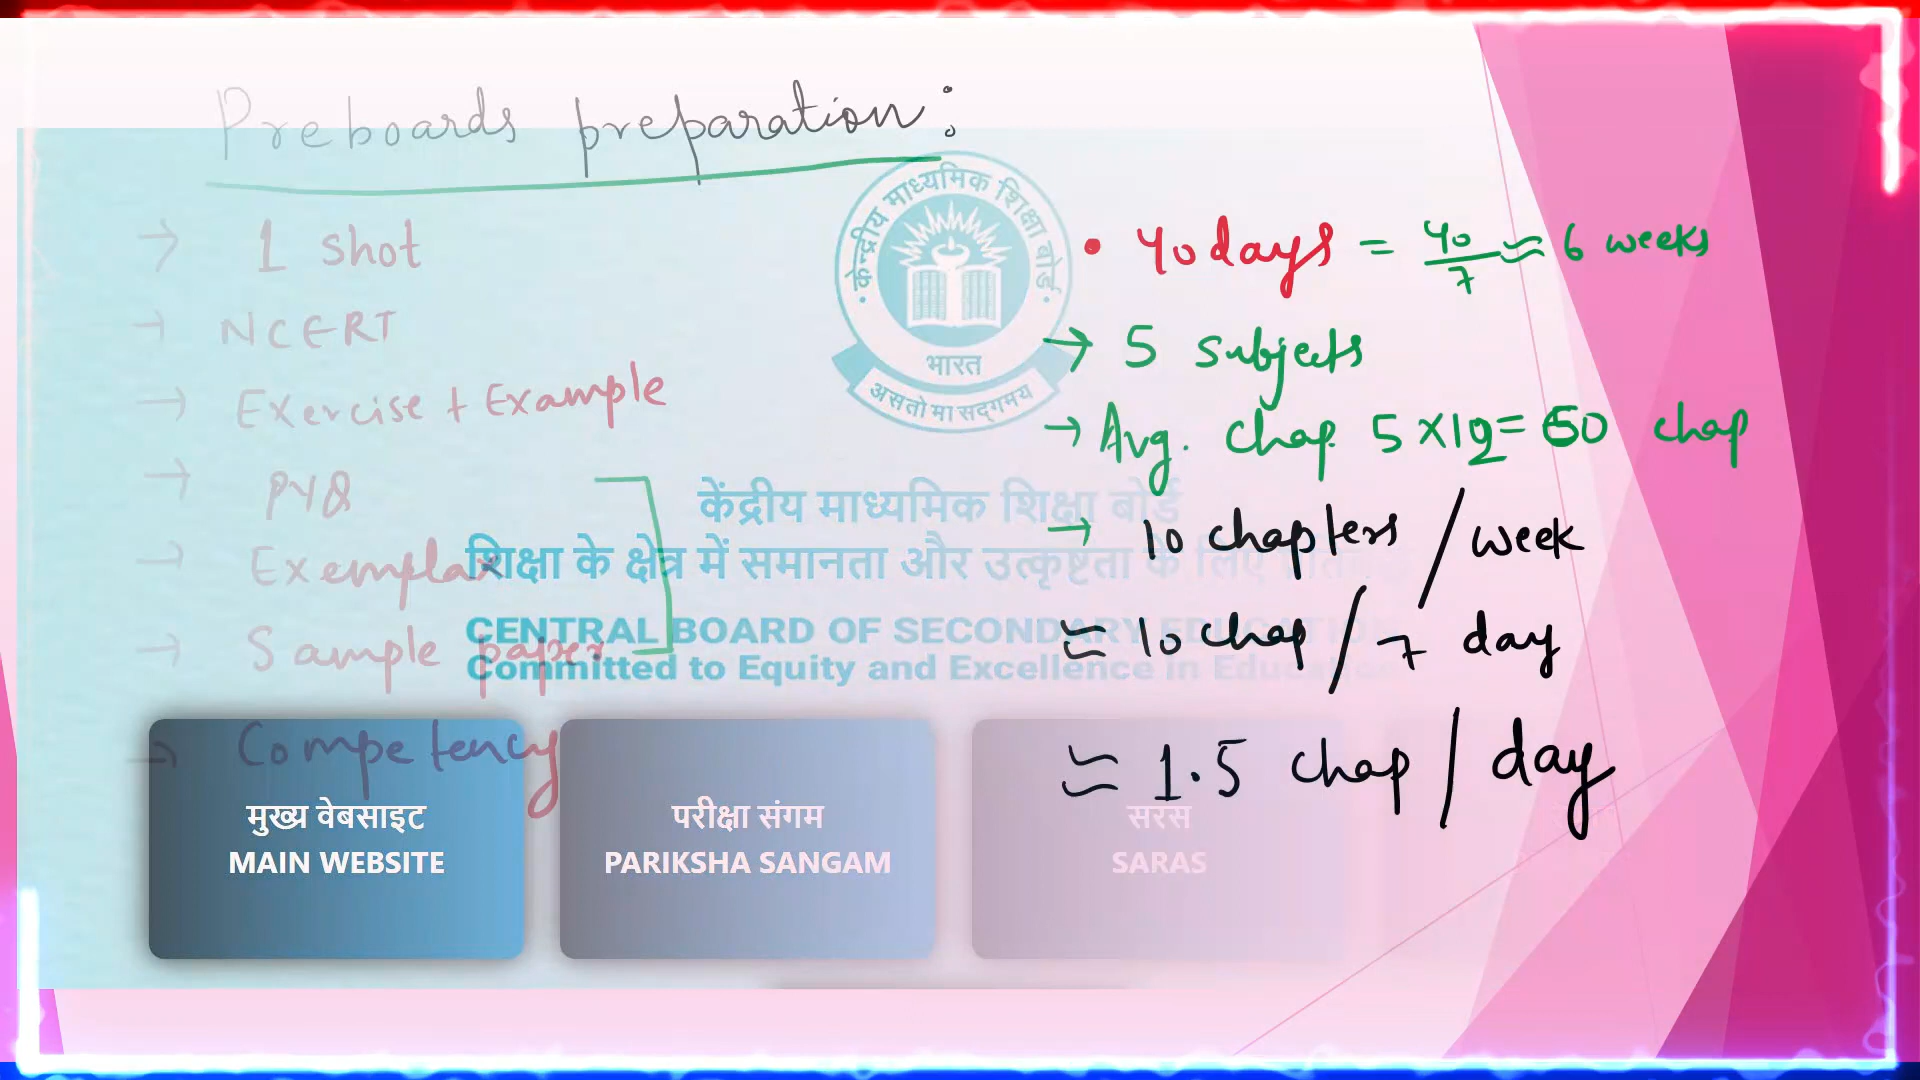 Preboards preparation:
→ 1 shot
→ NCERT
→ Exercise + Example
→ PYQ
→ Exemplar
→ Sample paper
→ Competency
• 40 days = 40/7 ≈ 6 weeks
→ 5 subjects
→ Avg. chap 5 × 12 = 60 chap
→ 10 chapters / week
≈ 10 chap / 7 day
≈ 1.5 chap / day
केन्द्रीय माध्यमिक शिक्षा बोर्ड
भारत
असतो मा सद्गमय
केंद्रीय माध्यमिक शिक्षा बोर्ड
शिक्षा के क्षेत्र में समानता और उत्कृष्टता के लिए
CENTRAL BOARD OF SECONDARY EDUCATION
Committed to Equity and Excellence in Education
मुख्य वेबसाइट
MAIN WEBSITE
परीक्षा संगम
PARIKSHA SANGAM
सरस
SARAS